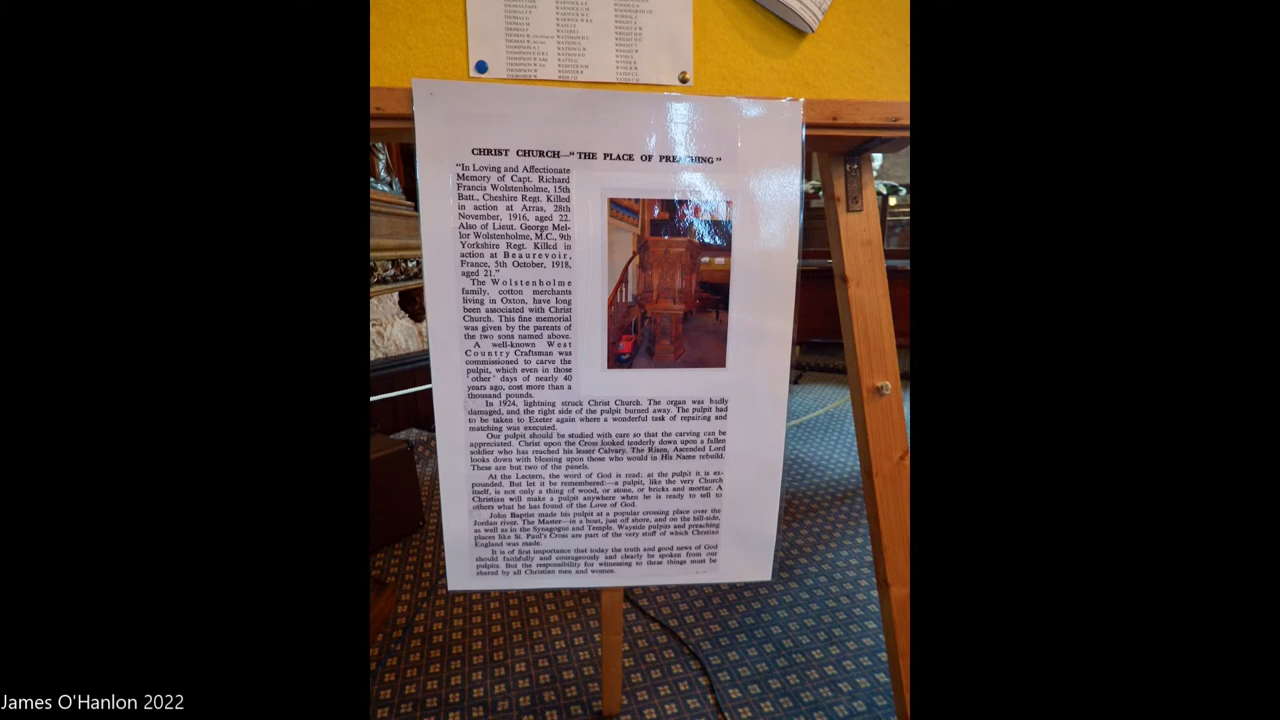 THOMAS F P
THOMAS G
THOMAS M
THOMAS P
THOMPSON A J
THOMPSON W
WARWICK W E S
WATERS J
WATSON A
WATSON G W
WATSON S G
WATTS G
WEBSTER H M
WEBSTER R
WRIGHT A
WRIGHT A W
WRIGHT T
WRIGHT W
CHRIST CHURCH—“THE PLACE OF PREACHING”
“In Loving and Affectionate
Memory of Capt. Richard
Francis Wolstenholme, 15th
Batt., Cheshire Regt. Killed
in action at Arras, 28th
November, 1916, aged 22.
Also of Lieut. George Mel-
lor Wolstenholme, M.C., 9th
Yorkshire Regt. Killed in
action at Beaurevoir,
France, 5th October, 1918,
aged 21.”
The Wolstenholme
family, cotton merchants
living in Oxton, have long
been associated with Christ
Church. This fine memorial
was given by the parents of
the two sons named above.
A well-known West
Country Craftsman was
commissioned to carve the
pulpit, which even in those
‘other’ days of nearly 40
years ago, cost more than a
thousand pounds.
In 1924, lightning struck Christ Church. The organ was badly
damaged, and the right side of the pulpit burned away. The pulpit had
to be taken to Exeter again where a wonderful task of repairing and
matching was executed.
Our pulpit should be studied with care so that the carving can be
appreciated. Christ upon the Cross looked tenderly down upon a fallen
soldier who has reached his lesser Calvary. The Risen, Ascended Lord
looks down with blessing upon those who would in His Name rebuild.
These are but two of the panels.
At the Lectern, the word of God is read; at the pulpit it is ex-
pounded. But let it be remembered:—a pulpit, like the very Church
itself, is not only a thing of wood, or stone, or bricks and mortar. A
Christian will make a pulpit anywhere when he is ready to tell to
others what he has found of the Love of God.
John Baptist made his pulpit at a popular crossing place over the
Jordan river. The Master—in a boat, just off shore, and on the hill-side,
as well as in the Synagogue and Temple. Wayside pulpits and preaching
places like St. Paul's Cross are part of the very stuff of which Christian
England was made.
It is of first importance that today the truth and good news of God
should faithfully and courageously and clearly be spoken from our
pulpits. But the responsibility for witnessing to these things must be
shared by all Christian men and women.
James O'Hanlon 2022